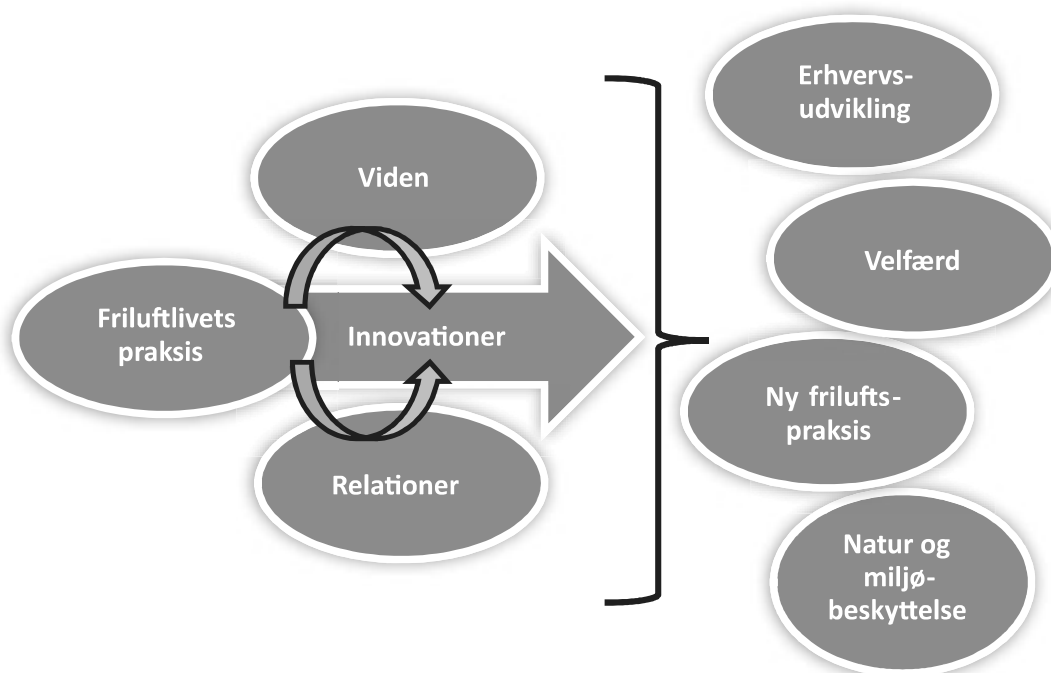 Viden
Friluftlivets
praksis
Innovationer
Relationer
Erhvervs-
udvikling
Velfærd
Ny frilufts-
praksis
Natur og
miljø-
beskyttelse